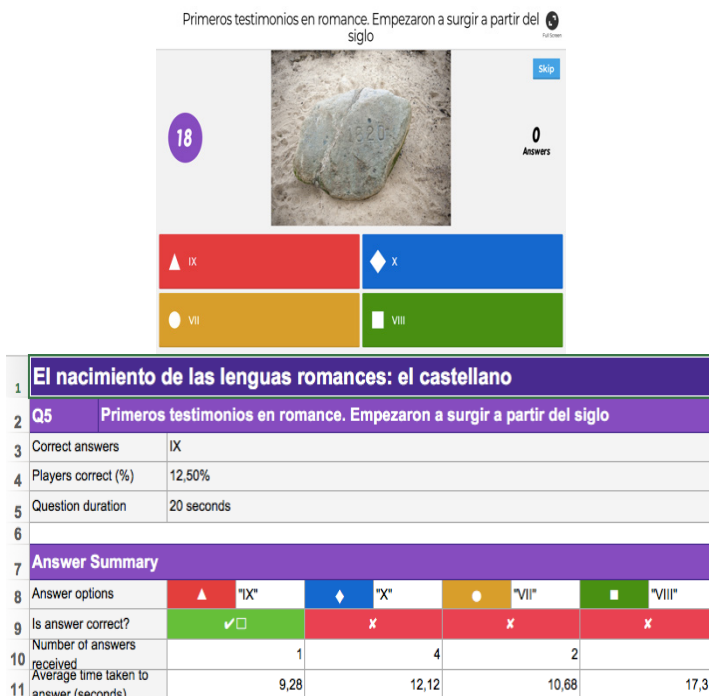 Primeros testimonios en romance. Empezaron a surgir a partir del
siglo
Full Screen
Skip
18
1620
0
Answers
IX
X
VII
VIII
1 El nacimiento de las lenguas romances: el castellano
2 Q5 Primeros testimonios en romance. Empezaron a surgir a partir del siglo
3 Correct answers IX
4 Players correct (%) 12,50%
5 Question duration 20 seconds
6
7 Answer Summary
8 Answer options "IX" "X" "VII" "VIII"
9 Is answer correct? ✔☐ ✘ ✘ ✘
Number of answers
10 received 1 4 2
Average time taken to
11 answer (seconds) 9,28 12,12 10,68 17,3